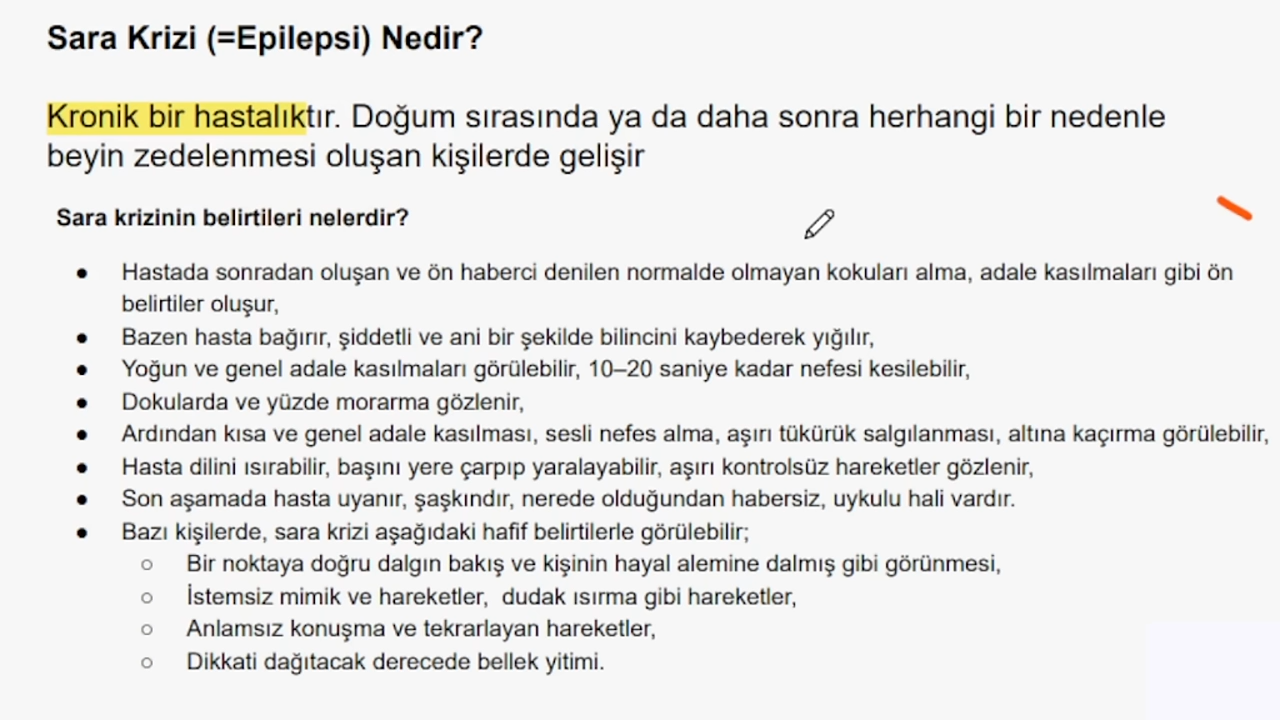 Sara Krizi (=Epilepsi) Nedir?
Kronik bir hastalıktır. Doğum sırasında ya da daha sonra herhangi bir nedenle
beyin zedelenmesi oluşan kişilerde gelişir
Sara krizinin belirtileri nelerdir?
● Hastada sonradan oluşan ve ön haberci denilen normalde olmayan kokuları alma, adale kasılmaları gibi ön
belirtiler oluşur,
● Bazen hasta bağırır, şiddetli ve ani bir şekilde bilincini kaybederek yığılır,
● Yoğun ve genel adale kasılmaları görülebilir, 10–20 saniye kadar nefesi kesilebilir,
● Dokularda ve yüzde morarma gözlenir,
● Ardından kısa ve genel adale kasılması, sesli nefes alma, aşırı tükürük salgılanması, altına kaçırma görülebilir,
● Hasta dilini ısırabilir, başını yere çarpıp yaralayabilir, aşırı kontrolsüz hareketler gözlenir,
● Son aşamada hasta uyanır, şaşkındır, nerede olduğundan habersiz, uykulu hali vardır.
● Bazı kişilerde, sara krizi aşağıdaki hafif belirtilerle görülebilir;
○ Bir noktaya doğru dalgın bakış ve kişinin hayal alemine dalmış gibi görünmesi,
○ İstemsiz mimik ve hareketler, dudak ısırma gibi hareketler,
○ Anlamsız konuşma ve tekrarlayan hareketler,
○ Dikkati dağıtacak derecede bellek yitimi.